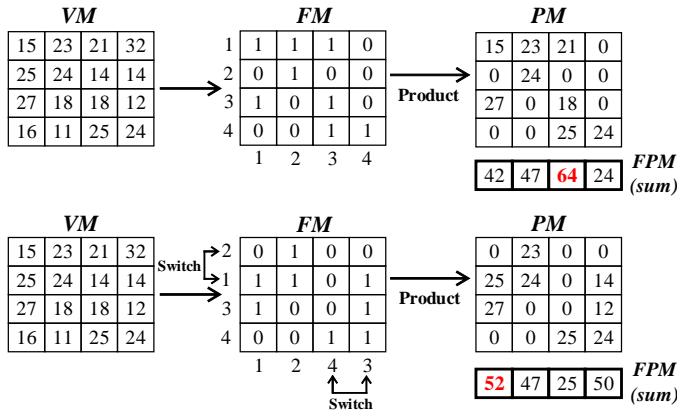 VM FM PM
15 23 21 32 1 1 1 1 0 15 23 21 0
25 24 14 14 2 0 1 0 0 0 24 0 0
Product
27 18 18 12 3 1 0 1 0 27 0 18 0
16 11 25 24 4 0 0 1 1 0 0 25 24
1 2 3 4
42 47 64 24 FPM
(sum)
VM FM PM
15 23 21 32 2 0 1 0 0 0 23 0 0
Switch
25 24 14 14 1 1 1 0 1 25 24 0 14
Product
27 18 18 12 3 1 0 0 1 27 0 0 12
16 11 25 24 4 0 0 1 1 0 0 25 24
1 2 4 3
52 47 25 50 FPM
(sum)
Switch